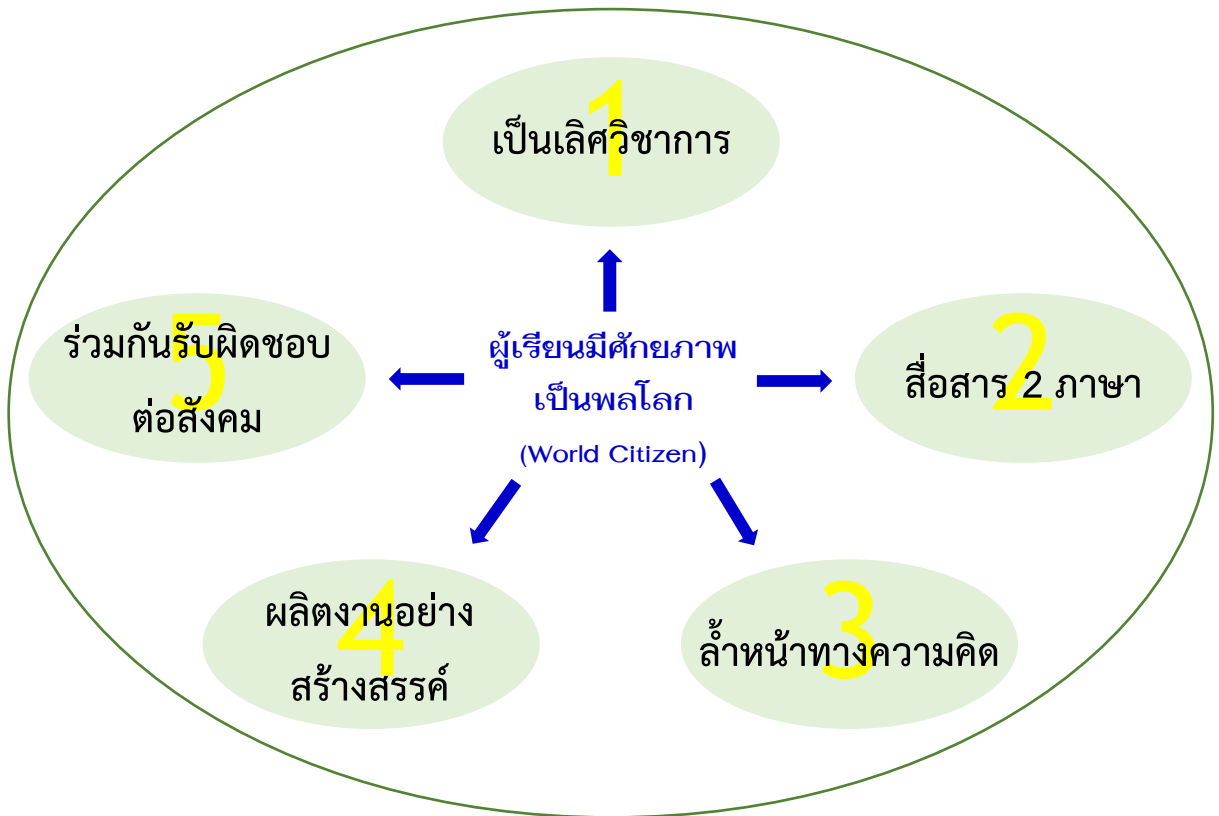 1
เป็นเลิศวิชาการ
ผู้เรียนมีศักยภาพ
เป็นพลโลก
(World Citizen)
2
สื่อสาร 2 ภาษา
3
ล้ำหน้าทางความคิด
4
ผลิตงานอย่าง
สร้างสรรค์
5
ร่วมกันรับผิดชอบ
ต่อสังคม